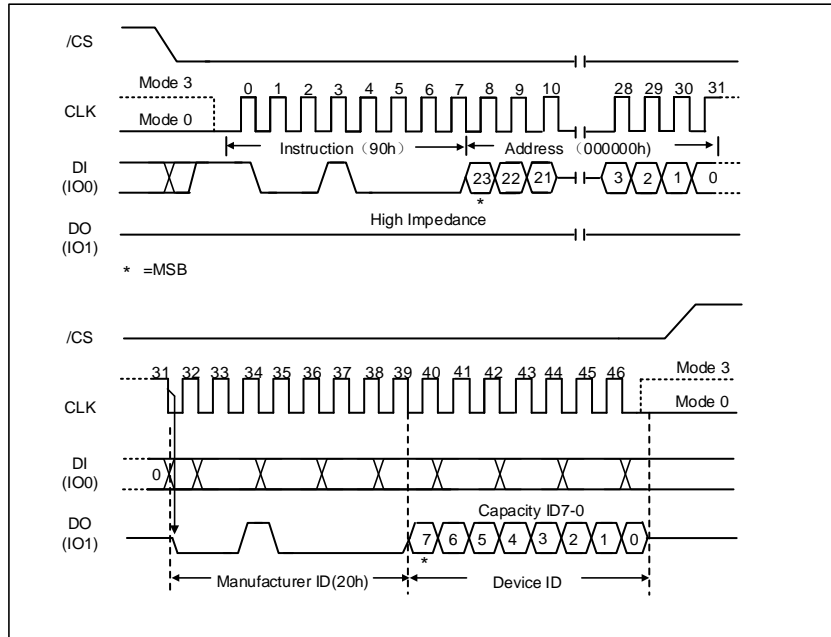 /CS
Mode 3
0 1 2 3 4 5 6 7 8 9 10 28 29 30 31
CLK
Mode 0
Instruction（90h） Address （000000h）
DI
(IO0)
23 22 21 3 2 1 0
*
High Impedance
DO
(IO1)
* =MSB
/CS
31 32 33 34 35 36 37 38 39 40 41 42 43 44 45 46
Mode 3
CLK
Mode 0
DI
(IO0)
0
Capacity ID7-0
DO
(IO1)
7 6 5 4 3 2 1 0
*
Manufacturer ID(20h) Device ID